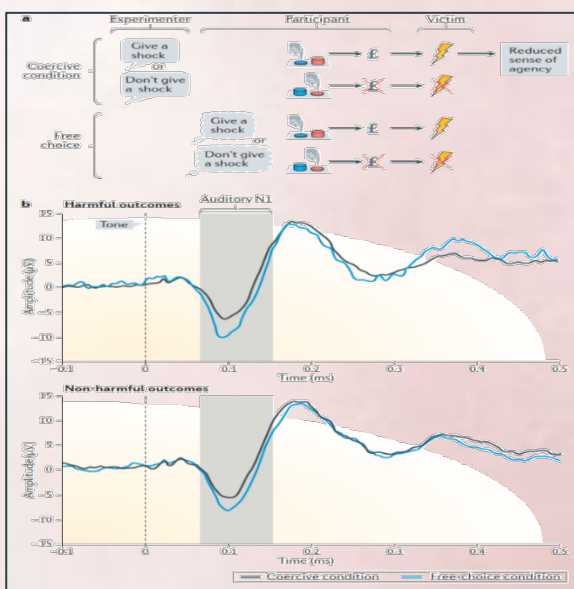 a
Experimenter
Participant
Victim
Coercive
condition
Give a
shock
or
Don't give
a shock
£
£
Reduced
sense of
agency
Free
choice
Give a
shock
or
Don't give
a shock
£
£
b
Harmful outcomes
Auditory N1
Tone
Amplitude (µV)
15
10
5
0
–5
–10
–15
–0.1
0
0.1
0.2
0.3
0.4
0.5
Time (ms)
Non-harmful outcomes
Amplitude (µV)
15
10
5
0
–5
–10
–15
–0.1
0
0.1
0.2
0.3
0.4
0.5
Time (ms)
Coercive condition
Free-choice condition